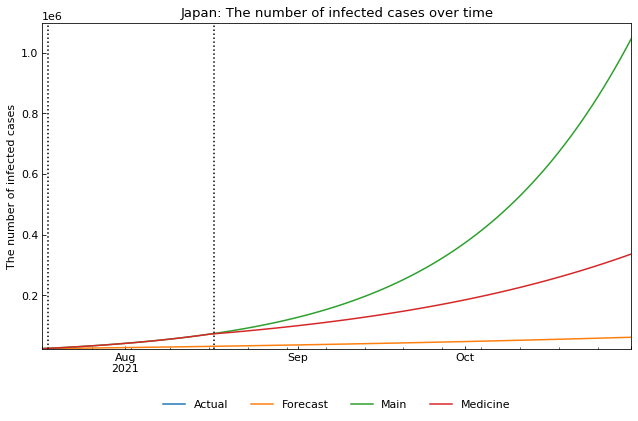 Japan: The number of infected cases over time
1e6
The number of infected cases
1.0
0.8
0.6
0.4
0.2
Aug
2021
Sep
Oct
Actual
Forecast
Main
Medicine